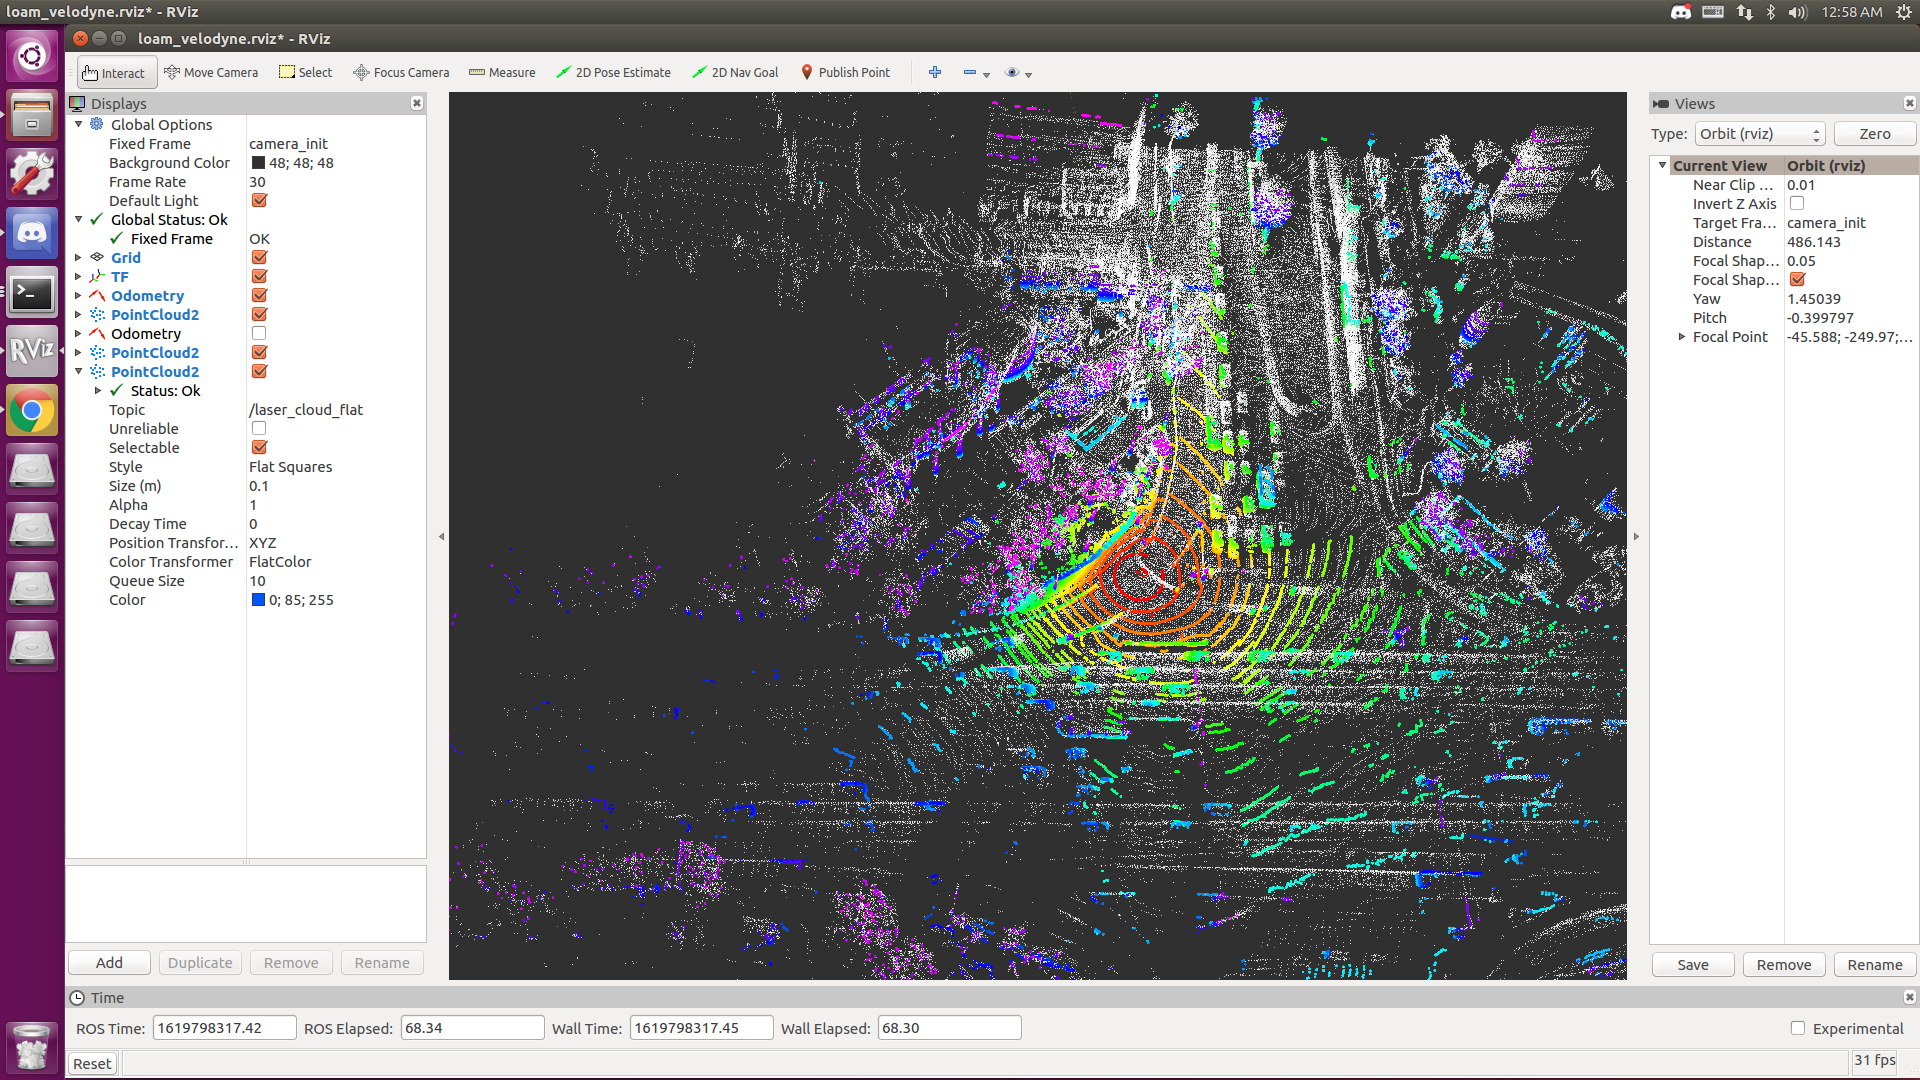 loam_velodyne.rviz* - RViz
12:58 AM
loam_velodyne.rviz* - RViz
Interact Move Camera Select Focus Camera Measure 2D Pose Estimate 2D Nav Goal Publish Point
Displays
Global Options
Fixed Frame camera_init
Background Color 48; 48; 48
Frame Rate 30
Default Light
Global Status: Ok
Fixed Frame OK
Grid
TF
Odometry
PointCloud2
Odometry
PointCloud2
PointCloud2
Status: Ok
Topic /laser_cloud_flat
Unreliable
Selectable
Style Flat Squares
Size (m) 0.1
Alpha 1
Decay Time 0
Position Transfor... XYZ
Color Transformer FlatColor
Queue Size 10
Color 0; 85; 255
Add Duplicate Remove Rename
RViz
Views
Type: Orbit (rviz) Zero
Current View Orbit (rviz)
Near Clip ... 0.01
Invert Z Axis
Target Fra... camera_init
Distance 486.143
Focal Shap... 0.05
Focal Shap...
Yaw 1.45039
Pitch -0.399797
Focal Point -45.588; -249.97;...
Save Remove Rename
Time
ROS Time: 1619798317.42 ROS Elapsed: 68.34 Wall Time: 1619798317.45 Wall Elapsed: 68.30 Experimental
Reset 31 fps